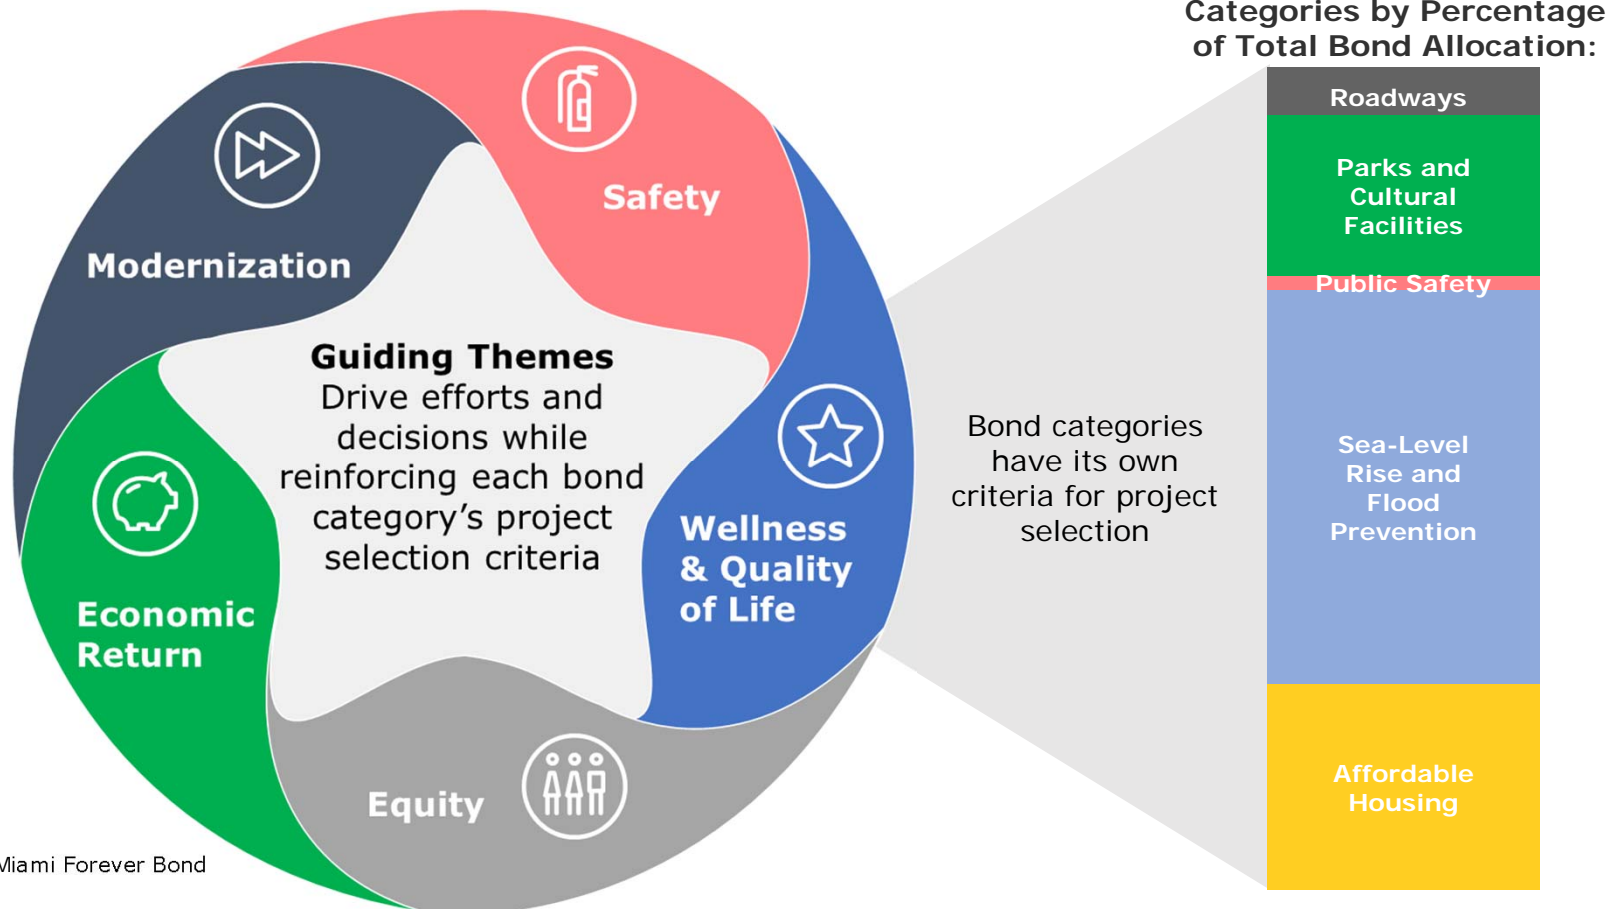 Categories by Percentage
of Total Bond Allocation:
Safety
Modernization
Guiding Themes
Drive efforts and
decisions while
reinforcing each bond
category’s project
selection criteria
Wellness
& Quality
of Life
Economic
Return
Equity
Miami Forever Bond
Bond categories
have its own
criteria for project
selection
Roadways
Parks and
Cultural
Facilities
Public Safety
Sea-Level
Rise and
Flood
Prevention
Affordable
Housing